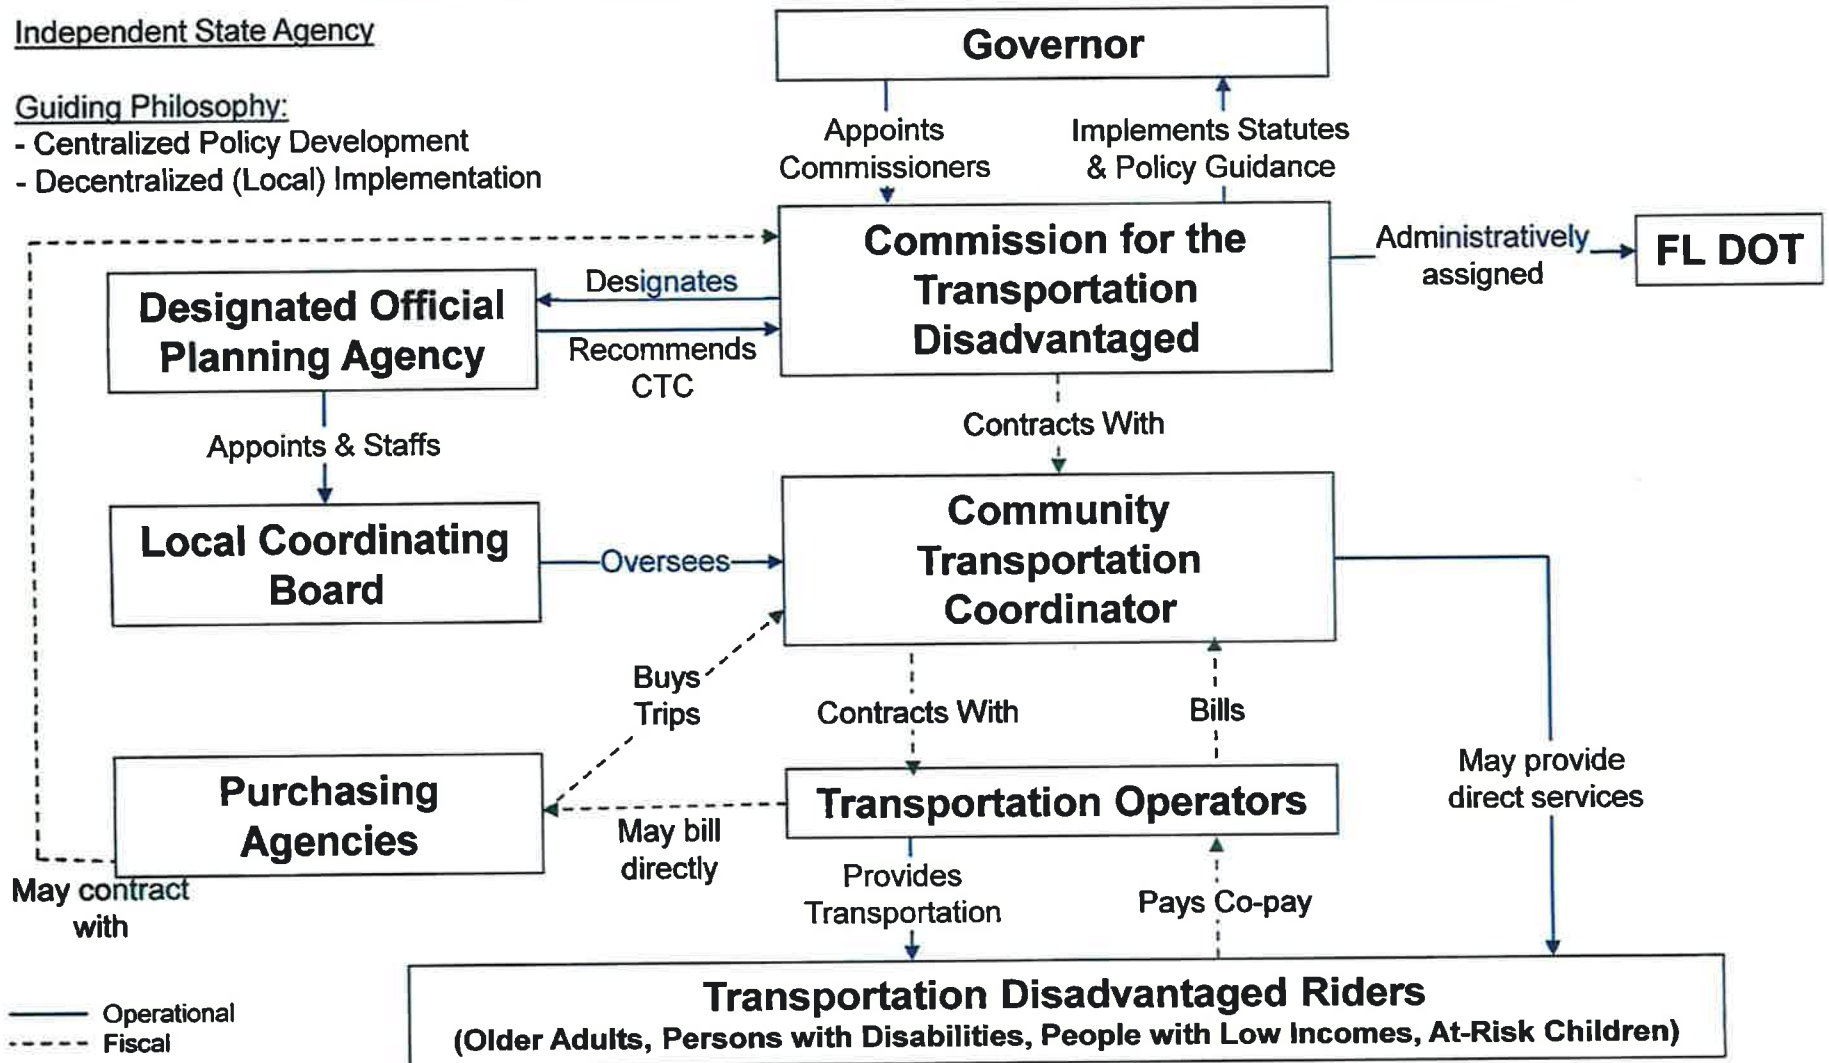 Independent State Agency
Guiding Philosophy:
- Centralized Policy Development
- Decentralized (Local) Implementation
Governor
Appoints
Commissioners
Implements Statutes
& Policy Guidance
Commission for the
Transportation
Disadvantaged
Administratively
assigned
FL DOT
Designates
Recommends
CTC
Designated Official
Planning Agency
Appoints & Staffs
Contracts With
Local Coordinating
Board
Oversees
Community
Transportation
Coordinator
Buys
Trips
Contracts With
Bills
May provide
direct services
Purchasing
Agencies
May bill
directly
Transportation Operators
May contract
with
Provides
Transportation
Pays Co-pay
Transportation Disadvantaged Riders
(Older Adults, Persons with Disabilities, People with Low Incomes, At-Risk Children)
Operational
Fiscal